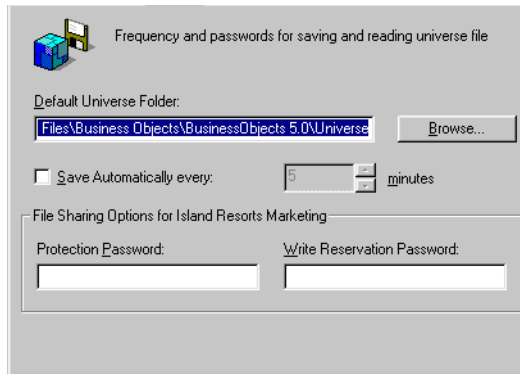 Frequency and passwords for saving and reading universe file
Default Universe Folder:
Files\Business Objects\BusinessObjects 5.0\Universe
Browse...
Save Automatically every:
5
minutes
File Sharing Options for Island Resorts Marketing
Protection Password:
Write Reservation Password: